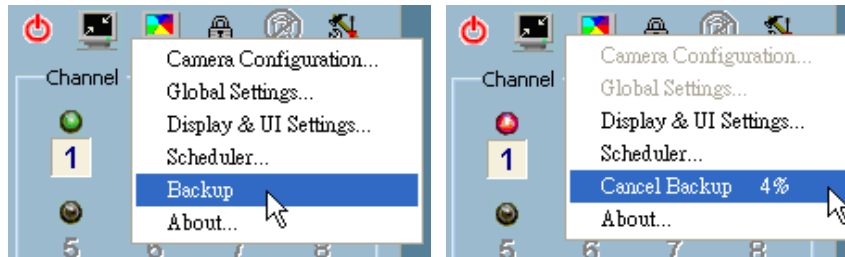 Channel
Camera Configuration...
Global Settings...
Display & UI Settings...
Scheduler...
Backup
About...
1
5 6 7 8
Channel
Camera Configuration...
Global Settings...
Display & UI Settings...
Scheduler...
Cancel Backup 4%
About...
1
5 6 7 8